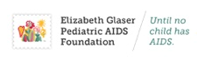 Elizabeth Glaser
Pediatric AIDS
Foundation
Until no
child has
AIDS.